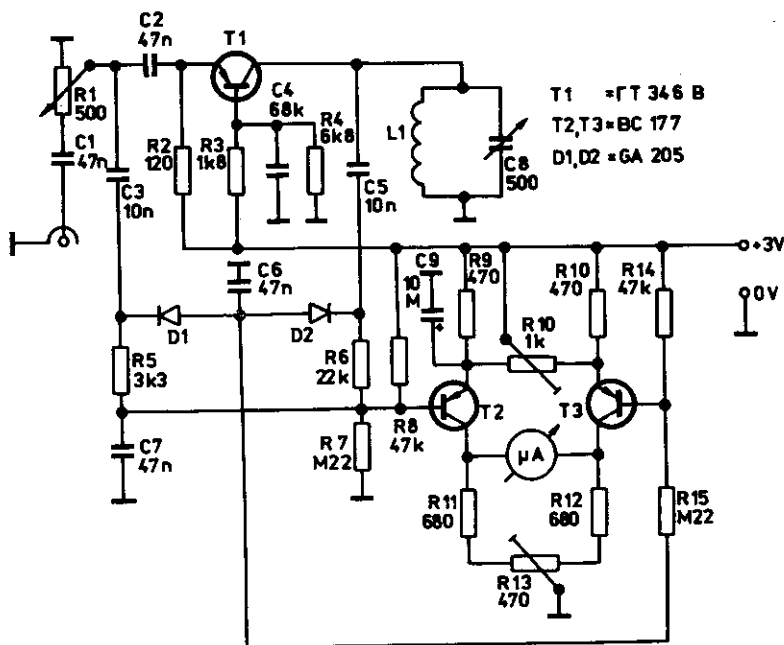 C2
47n
T1
R1
500
C1
47n
C3
10n
R2
120
R3
1k8
C4
68k
R4
6k8
C5
10n
L1
C8
500
T1 =ГT 346 B
T2,T3=BC 177
D1,D2=GA 205
C6
47n
C9
10
M
R9
470
R10
470
R14
47k
+3V
0V
D1
D2
R10
1k
R5
3k3
R6
22k
T2
T3
R8
47k
C7
47n
R7
M22
µA
R11
680
R12
680
R15
M22
R13
470